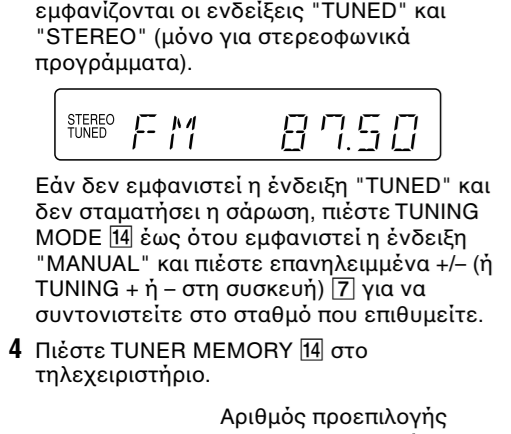 εμφανίζονται οι ενδείξεις "TUNED" και
"STEREO" (μόνο για στερεοφωνικά
προγράμματα).
STEREO
TUNED FM 87.50
Εάν δεν εμφανιστεί η ένδειξη "TUNED" και
δεν σταματήσει η σάρωση, πιέστε TUNING
MODE 14 έως ότου εμφανιστεί η ένδειξη
"MANUAL" και πιέστε επανηλειμμένα +/– (ή
TUNING + ή – στη συσκευή) 7 για να
συντονιστείτε στο σταθμό που επιθυμείτε.
4 Πιέστε TUNER MEMORY 14 στο
τηλεχειριστήριο.
Αριθμός προεπιλογής